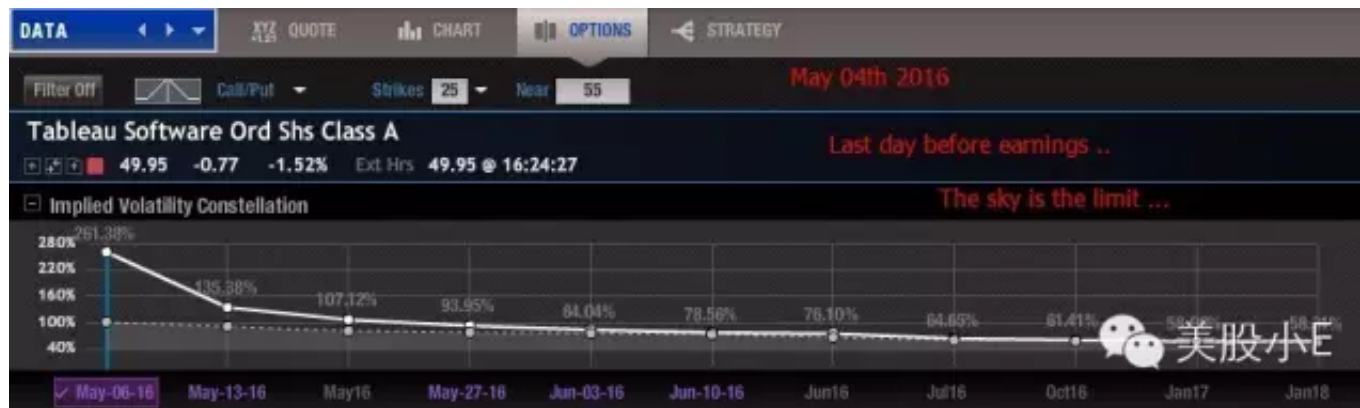 DATA QUOTE CHART OPTIONS STRATEGY
Filter Off Call/Put Strikes 25 Near 55 May 04th 2016
Tableau Software Ord Shs Class A
Last day before earnings ..
49.95 -0.77 -1.52% Ext Hrs 49.95 @ 16:24:27
Implied Volatility Constellation The sky is the limit ...
280% 261.38%
220%
160% 135.38% 107.12% 93.95% 84.04% 78.56% 76.10% 64.65% 61.41%
100%
40%
美股小E
✓ May-06-16 May-13-16 May16 May-27-16 Jun-03-16 Jun-10-16 Jun16 Jul16 Oct16 Jan17 Jan18